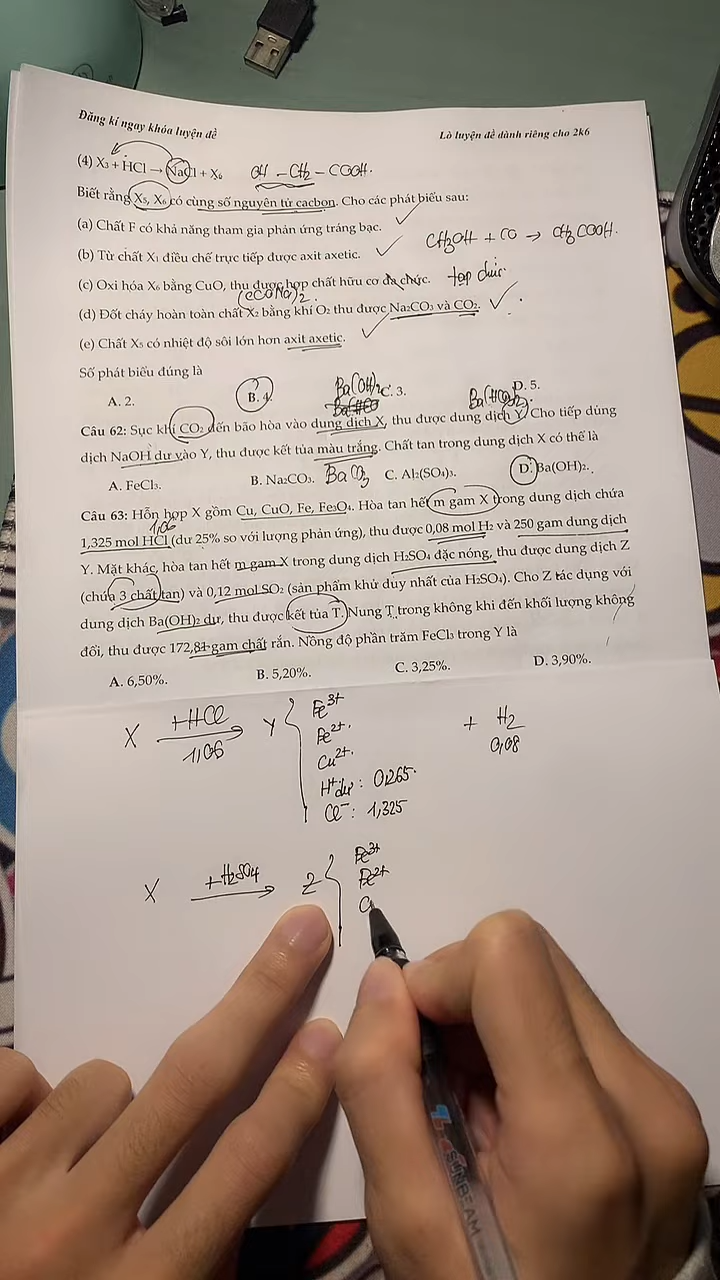 Đăng kí ngay khóa luyện đề
Lò luyện đề dành riêng cho 2k6
(4) X₃ + HCl → NaCl + X₆ OH - CH₂ - COOH.
Biết rằng X₅, X₆ có cùng số nguyên tử cacbon. Cho các phát biểu sau:
(a) Chất F có khả năng tham gia phản ứng tráng bạc.
CH₃OH + CO → CH₃COOH.
(b) Từ chất X₁ điều chế trực tiếp được axit axetic.
(c) Oxi hóa X₆ bằng CuO, thu được hợp chất hữu cơ đa chức. tạp chức.
(COONa)₂.
(d) Đốt cháy hoàn toàn chất X₂ bằng khí O₂ thu được Na₂CO₃ và CO₂.
(e) Chất X₅ có nhiệt độ sôi lớn hơn axit axetic.
Số phát biểu đúng là
Ba(OH)₂
A. 2. B. 4. C. 3. D. 5.
Câu 62: Sục khí CO₂ đến bão hòa vào dung dịch X, thu được dung dịch Y. Cho tiếp dung
dịch NaOH dư vào Y, thu được kết tủa màu trắng. Chất tan trong dung dịch X có thể là
A. FeCl₃. B. Na₂CO₃. BaCO₃ C. Al₂(SO₄)₃. D. Ba(OH)₂.
Câu 63: Hỗn hợp X gồm Cu, CuO, Fe, Fe₃O₄. Hòa tan hết m gam X trong dung dịch chứa
1,06
1,325 mol HCl (dư 25% so với lượng phản ứng), thu được 0,08 mol H₂ và 250 gam dung dịch
Y. Mặt khác, hòa tan hết m gam X trong dung dịch H₂SO₄ đặc nóng, thu được dung dịch Z
(chứa 3 chất tan) và 0,12 mol SO₂ (sản phẩm khử duy nhất của H₂SO₄). Cho Z tác dụng với
dung dịch Ba(OH)₂ dư, thu được kết tủa T. Nung T trong không khí đến khối lượng không
đổi, thu được 172,81 gam chất rắn. Nồng độ phần trăm FeCl₃ trong Y là
A. 6,50%. B. 5,20%. C. 3,25%. D. 3,90%.
X +HCl → 1,06 Y { Fe³⁺ + H₂
Fe²⁺. 0,08
Cu²⁺.
H⁺dư : 0,265.
Cl⁻ : 1,325
X +H₂SO₄ → Z { Fe³⁺
Fe²⁺
C
SUNBEAM